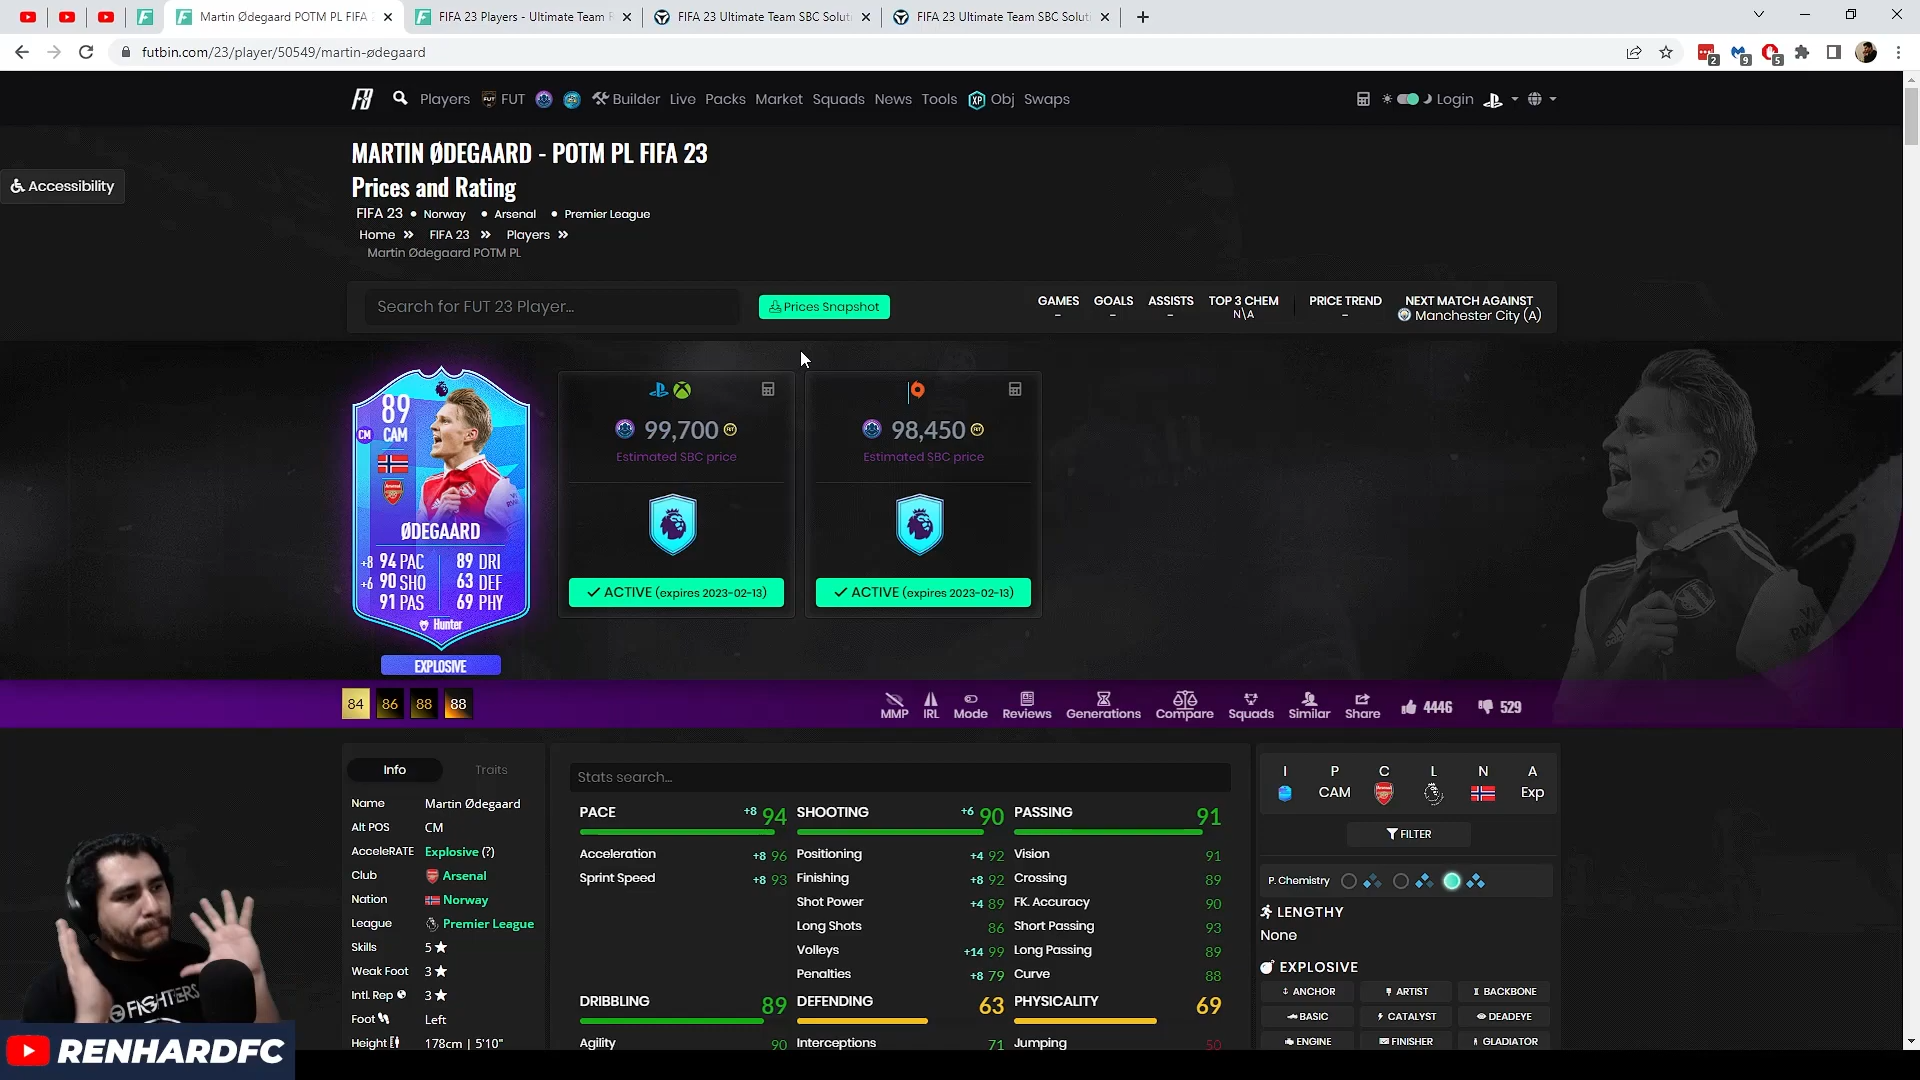 Martin Ødegaard POTM PL FIFA 2
FIFA 23 Players - Ultimate Team F
FIFA 23 Ultimate Team SBC Soluti
FIFA 23 Ultimate Team SBC Soluti
futbin.com/23/player/50549/martin-ødegaard
2
9
5
Players
FUT
Builder
Live
Packs
Market
Squads
News
Tools
XP
Obj
Swaps
Login
MARTIN ØDEGAARD - POTM PL FIFA 23
Prices and Rating
Accessibility
FIFA 23 • Norway • Arsenal • Premier League
Home » FIFA 23 » Players »
Martin Ødegaard POTM PL
Search for FUT 23 Player...
Prices Snapshot
GAMES
-
GOALS
-
ASSISTS
-
TOP 3 CHEM
N\A
PRICE TREND
-
NEXT MATCH AGAINST
Manchester City (A)
89
CM
CAM
ØDEGAARD
+8 94 PAC 89 DRI
+6 90 SHO 63 DEF
91 PAS 69 PHY
Hunter
EXPLOSIVE
99,700
Estimated SBC price
ACTIVE (expires 2023-02-13)
98,450
Estimated SBC price
ACTIVE (expires 2023-02-13)
84 86 88 88
MMP
IRL
Mode
Reviews
Generations
Compare
Squads
Similar
Share
4446
529
Info
Traits
Name Martin Ødegaard
Alt POS CM
AcceleRATE Explosive (?)
Club Arsenal
Nation Norway
League Premier League
Skills 5
Weak Foot 3
Intl. Rep 3
Foot Left
Height 178cm | 5'10"
Stats search...
PACE +8 94
Acceleration +8 96
Sprint Speed +8 93
SHOOTING +6 90
Positioning +4 92
Finishing +8 92
Shot Power +4 89
Long Shots 86
Volleys +14 99
Penalties +8 79
PASSING 91
Vision 91
Crossing 89
FK. Accuracy 90
Short Passing 93
Long Passing 89
Curve 88
DRIBBLING 89
Agility 90
DEFENDING 63
Interceptions 71
PHYSICALITY 69
Jumping 50
I P C L N A
CAM Exp
FILTER
P. Chemistry
LENGTHY
None
EXPLOSIVE
ANCHOR ARTIST BACKBONE
BASIC CATALYST DEADEYE
ENGINE FINISHER GLADIATOR
FIGHTERS
RENHARDFC